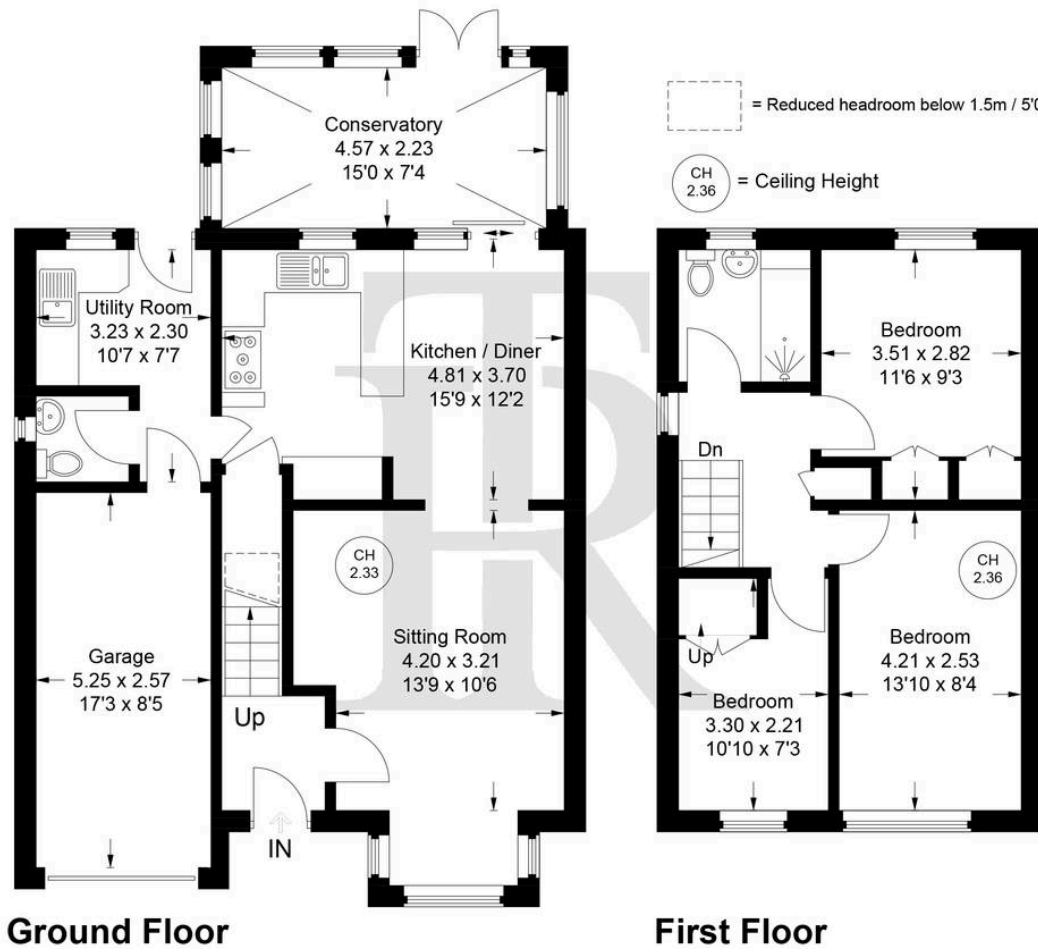 Conservatory
4.57 x 2.23
15'0 x 7'4
= Reduced headroom below 1.5m / 5'0
CH
2.36
= Ceiling Height
Utility Room
3.23 x 2.30
10'7 x 7'7
Kitchen / Diner
4.81 x 3.70
15'9 x 12'2
CH
2.33
Sitting Room
4.20 x 3.21
13'9 x 10'6
Garage
5.25 x 2.57
17'3 x 8'5
Up
IN
Ground Floor
Bedroom
3.51 x 2.82
11'6 x 9'3
Dn
CH
2.36
Bedroom
4.21 x 2.53
13'10 x 8'4
Up
Bedroom
3.30 x 2.21
10'10 x 7'3
First Floor